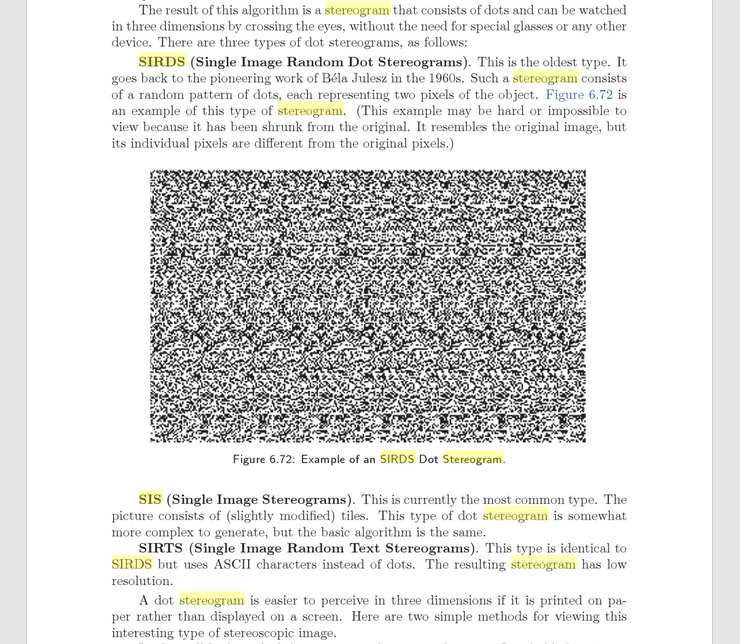 The result of this algorithm is a stereogram that consists of dots and can be watched
in three dimensions by crossing the eyes, without the need for special glasses or any other
device. There are three types of dot stereograms, as follows:
SIRDS (Single Image Random Dot Stereograms). This is the oldest type. It
goes back to the pioneering work of Béla Julesz in the 1960s. Such a stereogram consists
of a random pattern of dots, each representing two pixels of the object. Figure 6.72 is
an example of this type of stereogram. (This example may be hard or impossible to
view because it has been shrunk from the original. It resembles the original image, but
its individual pixels are different from the original pixels.)
Figure 6.72: Example of an SIRDS Dot Stereogram.
SIS (Single Image Stereograms). This is currently the most common type. The
picture consists of (slightly modified) tiles. This type of dot stereogram is somewhat
more complex to generate, but the basic algorithm is the same.
SIRTS (Single Image Random Text Stereograms). This type is identical to
SIRDS but uses ASCII characters instead of dots. The resulting stereogram has low
resolution.
A dot stereogram is easier to perceive in three dimensions if it is printed on pa-
per rather than displayed on a screen. Here are two simple methods for viewing this
interesting type of stereoscopic image.